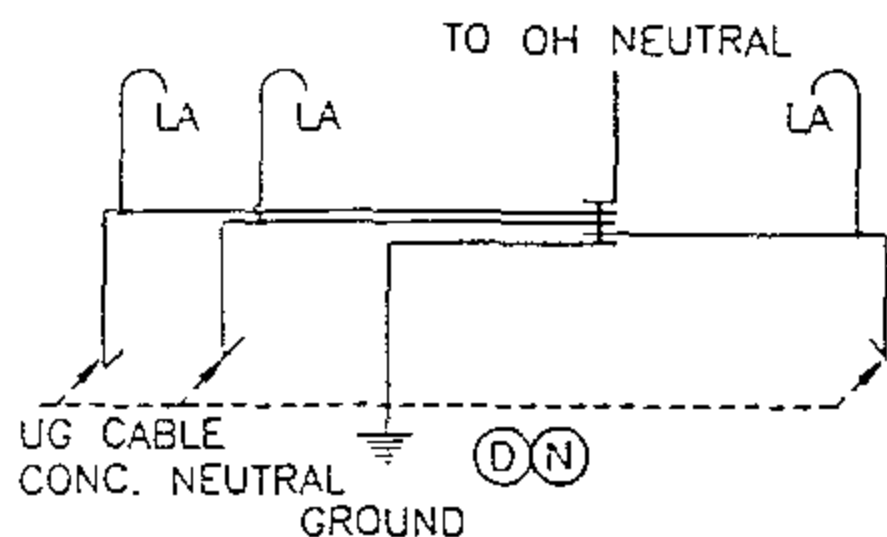 TO OH NEUTRAL
LA
LA
LA
UG CABLE
CONC. NEUTRAL
D N
GROUND